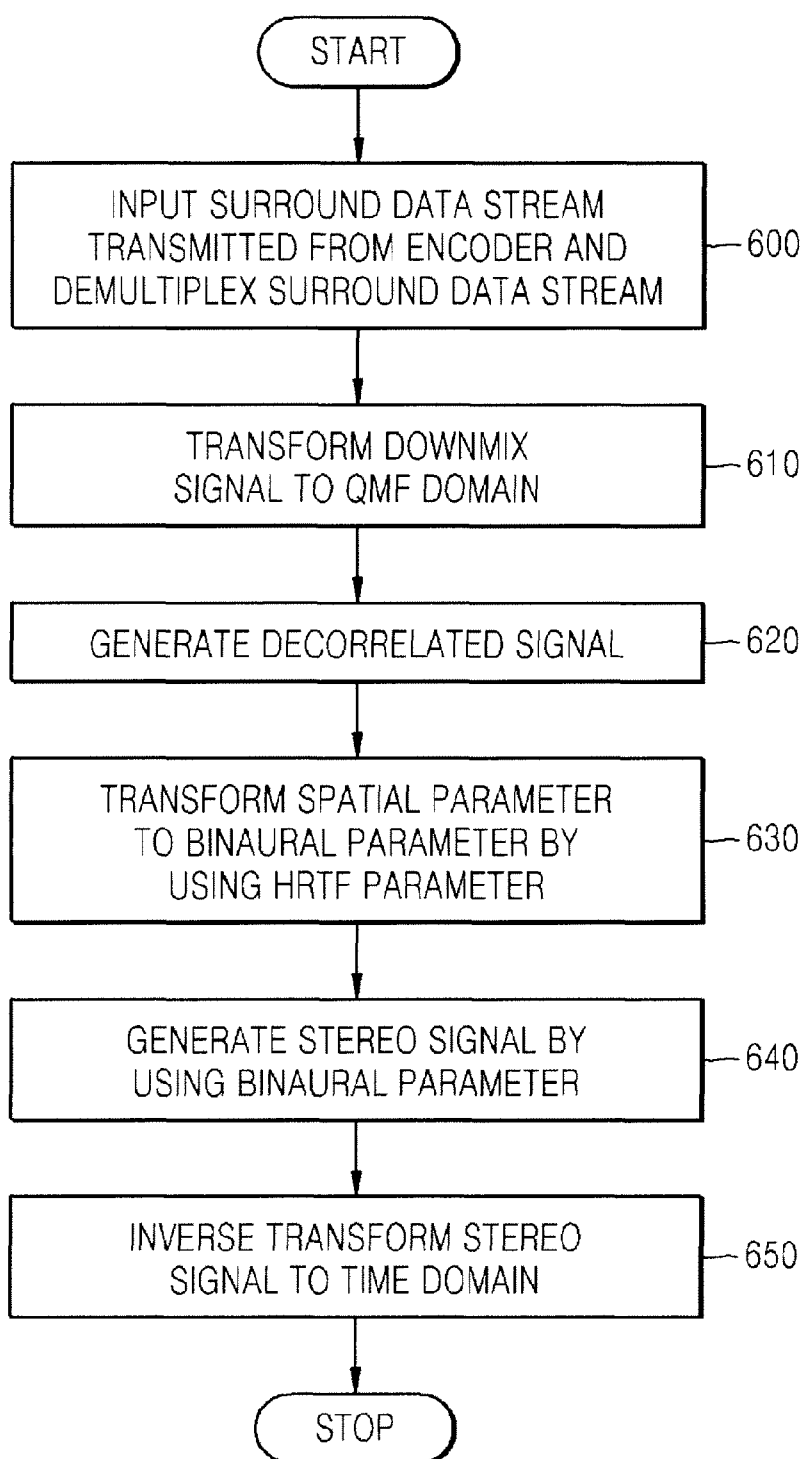 START
INPUT SURROUND DATA STREAM
TRANSMITTED FROM ENCODER AND
DEMULTIPLEX SURROUND DATA STREAM
600
TRANSFORM DOWNMIX
SIGNAL TO QMF DOMAIN
610
GENERATE DECORRELATED SIGNAL
620
TRANSFORM SPATIAL PARAMETER
TO BINAURAL PARAMETER BY
USING HRTF PARAMETER
630
GENERATE STEREO SIGNAL BY
USING BINAURAL PARAMETER
640
INVERSE TRANSFORM STEREO
SIGNAL TO TIME DOMAIN
650
STOP